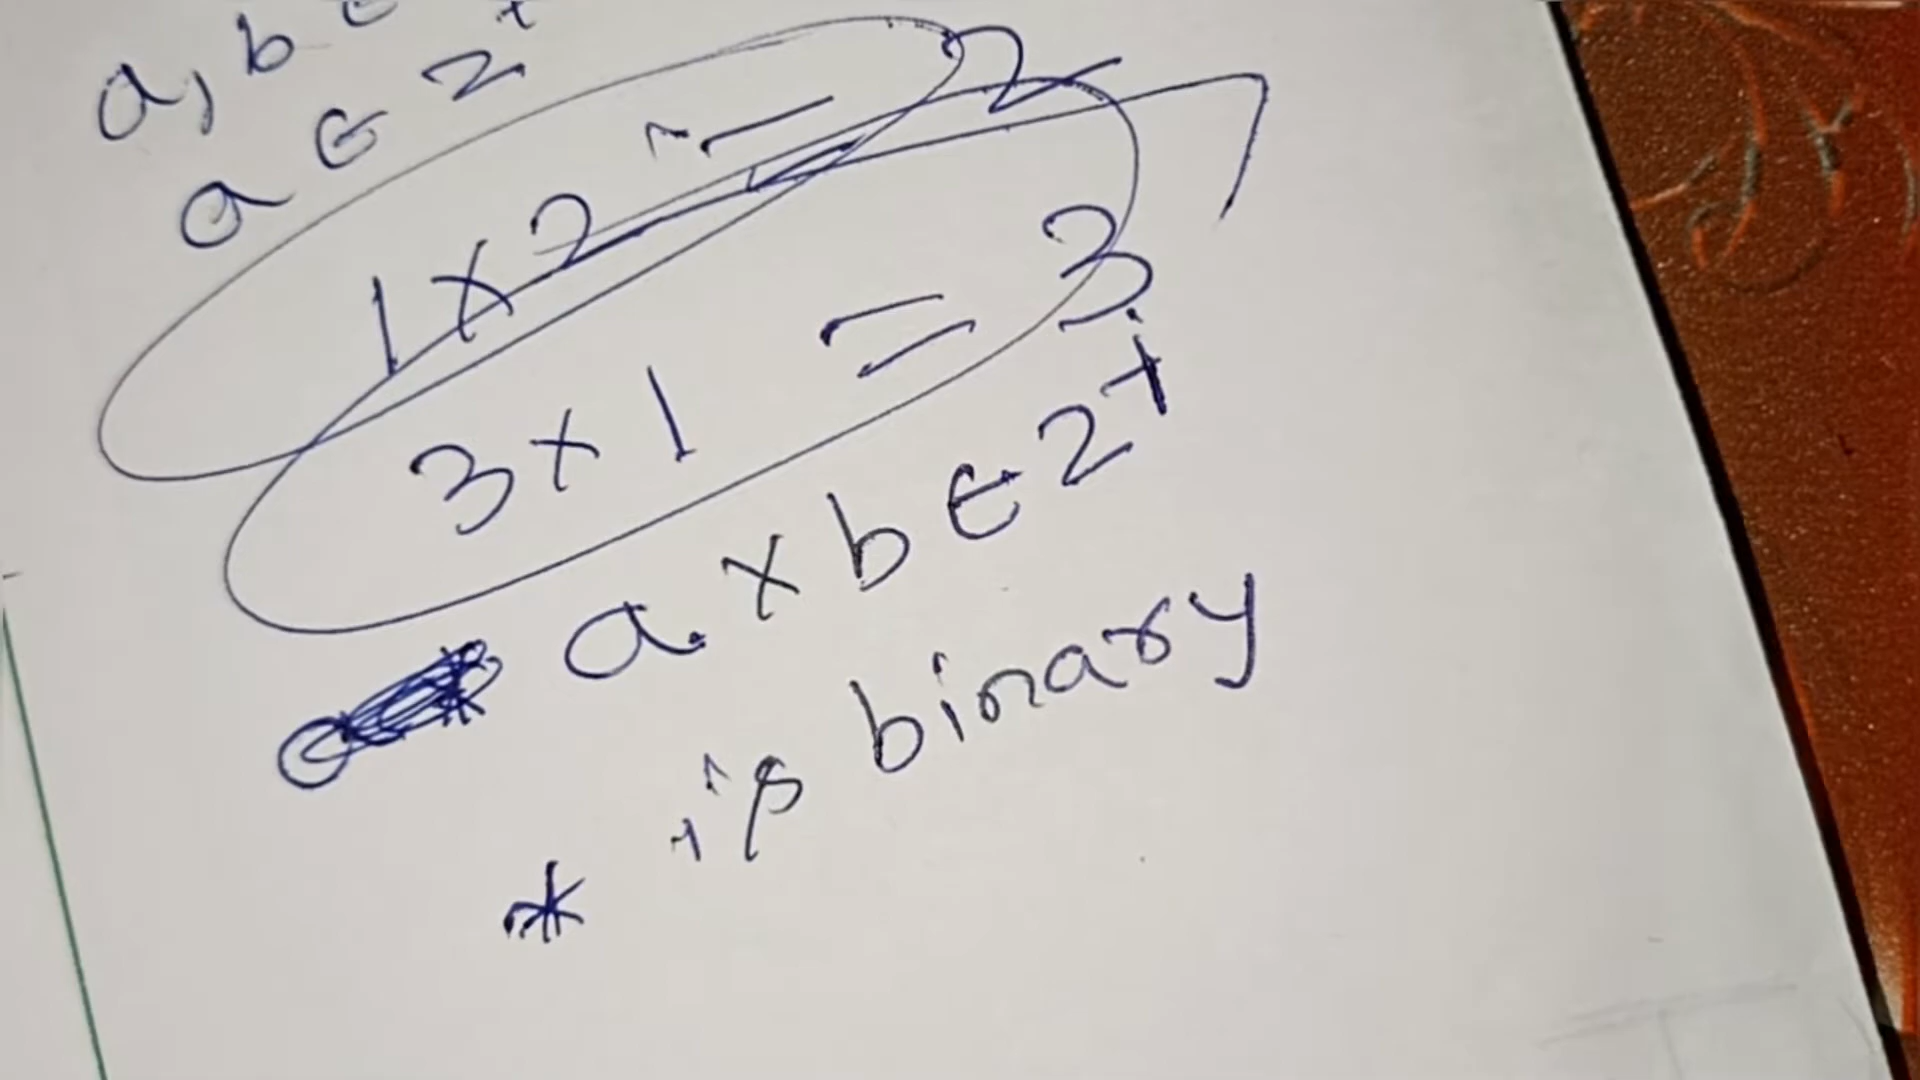 a, b ∈
a ∈ Z⁺
1 × 2 = 2
3 × 1 = 3
a × b ∈ Z⁺
* is binary